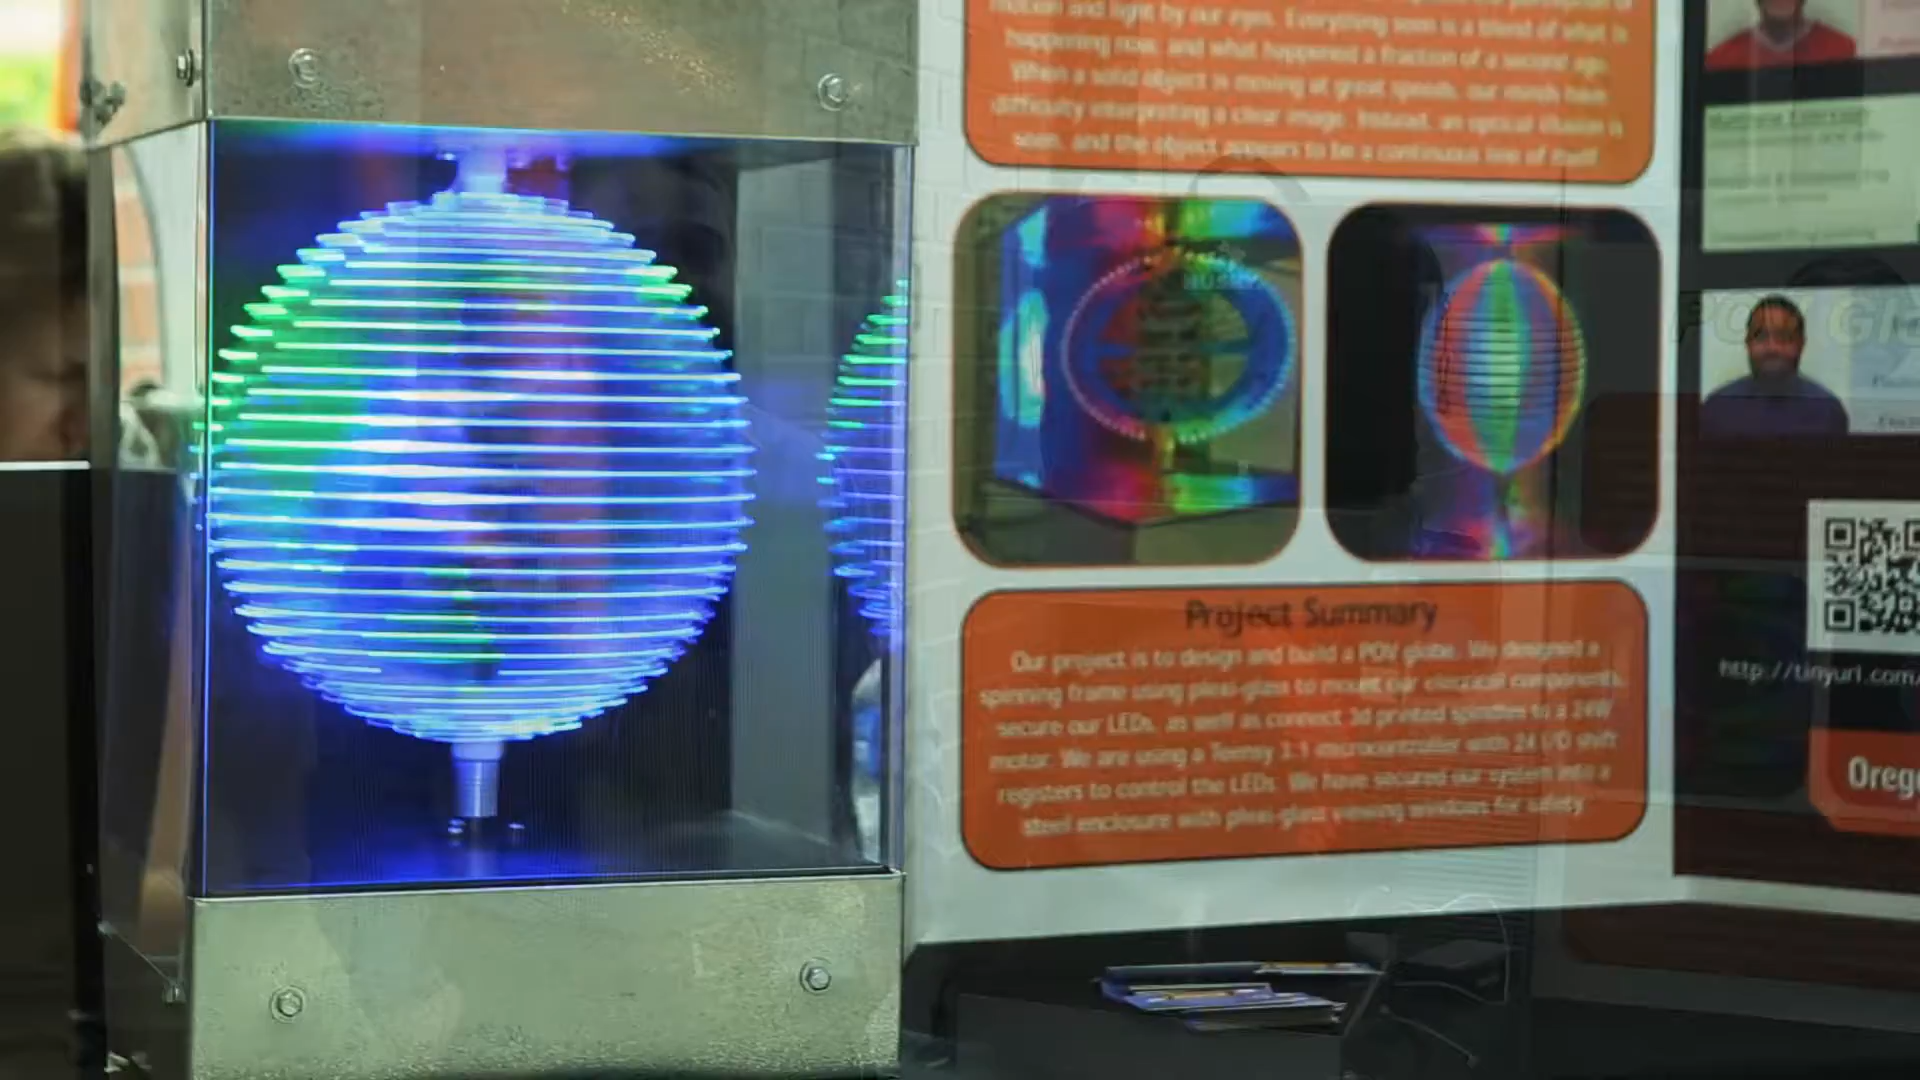 motion and light by our eyes. Everything seen is a blend of what is
happening now, and what happened a fraction of a second ago.
When a solid object is moving at great speeds, our minds have
difficulty interpreting a clear image. Instead, an optical illusion is
seen, and the object appears to be a continuous line of itself
Project Summary
Our project is to design and build a POV globe. We designed a
spinning frame using plexi-glass to mount our electrical components,
secure our LEDs, as well as connect 3d printed spindles to a 24V
motor. We are using a Teensy 3.1 microcontroller with 24 I/O shift
registers to control the LEDs. We have secured our system into a
steel enclosure with plexi-glass viewing windows for safety
http://tinyurl.com/
Oreg